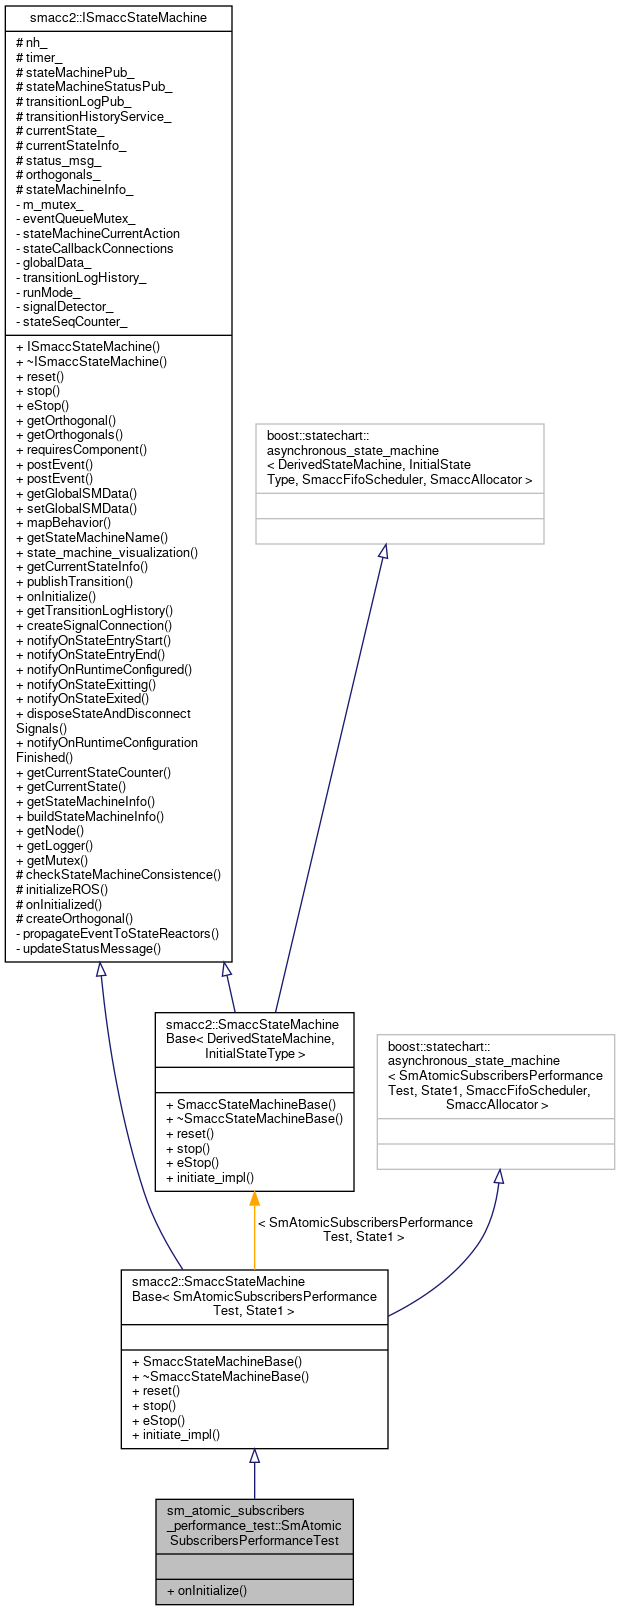 smacc2::ISmaccStateMachine
# nh_
# timer_
# stateMachinePub_
# stateMachineStatusPub_
# transitionLogPub_
# transitionHistoryService_
# currentState_
# currentStateInfo_
# status_msg_
# orthogonals_
# stateMachineInfo_
- m_mutex_
- eventQueueMutex_
- stateMachineCurrentAction
- stateCallbackConnections
- globalData_
- transitionLogHistory_
- runMode_
- signalDetector_
- stateSeqCounter_
+ ISmaccStateMachine()
+ ~ISmaccStateMachine()
+ reset()
+ stop()
+ eStop()
+ getOrthogonal()
+ getOrthogonals()
+ requiresComponent()
+ postEvent()
+ postEvent()
+ getGlobalSMData()
+ setGlobalSMData()
+ mapBehavior()
+ getStateMachineName()
+ state_machine_visualization()
+ getCurrentStateInfo()
+ publishTransition()
+ onInitialize()
+ getTransitionLogHistory()
+ createSignalConnection()
+ notifyOnStateEntryStart()
+ notifyOnStateEntryEnd()
+ notifyOnRuntimeConfigured()
+ notifyOnStateExitting()
+ notifyOnStateExited()
+ disposeStateAndDisconnect
Signals()
+ notifyOnRuntimeConfiguration
Finished()
+ getCurrentStateCounter()
+ getCurrentState()
+ getStateMachineInfo()
+ buildStateMachineInfo()
+ getNode()
+ getLogger()
+ getMutex()
# checkStateMachineConsistence()
# initializeROS()
# onInitialized()
# createOrthogonal()
- propagateEventToStateReactors()
- updateStatusMessage()
boost::statechart::
asynchronous_state_machine
< DerivedStateMachine, InitialState
Type, SmaccFifoScheduler, SmaccAllocator >
smacc2::SmaccStateMachine
Base< DerivedStateMachine,
InitialStateType >
+ SmaccStateMachineBase()
+ ~SmaccStateMachineBase()
+ reset()
+ stop()
+ eStop()
+ initiate_impl()
boost::statechart::
asynchronous_state_machine
< SmAtomicSubscribersPerformance
Test, State1, SmaccFifoScheduler,
SmaccAllocator >
< SmAtomicSubscribersPerformance
Test, State1 >
smacc2::SmaccStateMachine
Base< SmAtomicSubscribersPerformance
Test, State1 >
+ SmaccStateMachineBase()
+ ~SmaccStateMachineBase()
+ reset()
+ stop()
+ eStop()
+ initiate_impl()
sm_atomic_subscribers
_performance_test::SmAtomic
SubscribersPerformanceTest
+ onInitialize()